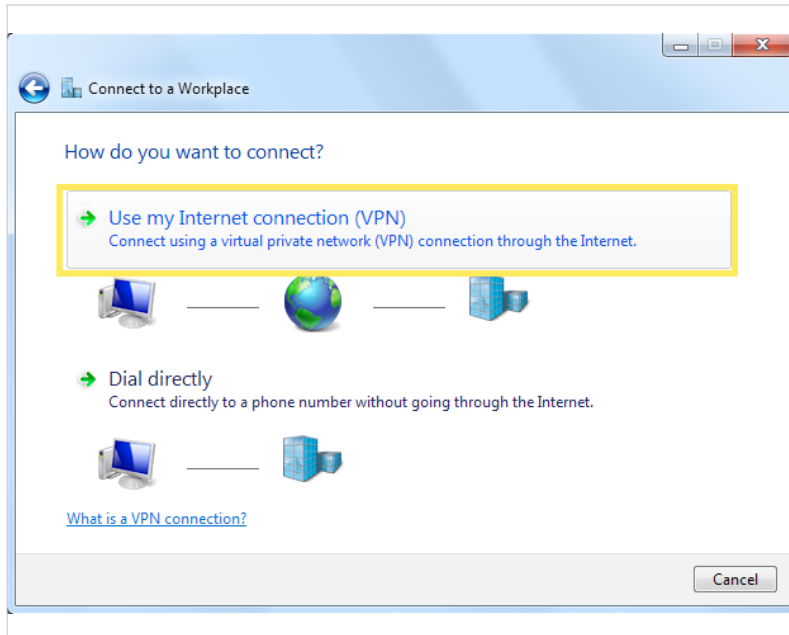 Connect to a Workplace
How do you want to connect?
Use my Internet connection (VPN)
Connect using a virtual private network (VPN) connection through the Internet.
Dial directly
Connect directly to a phone number without going through the Internet.
What is a VPN connection?
Cancel